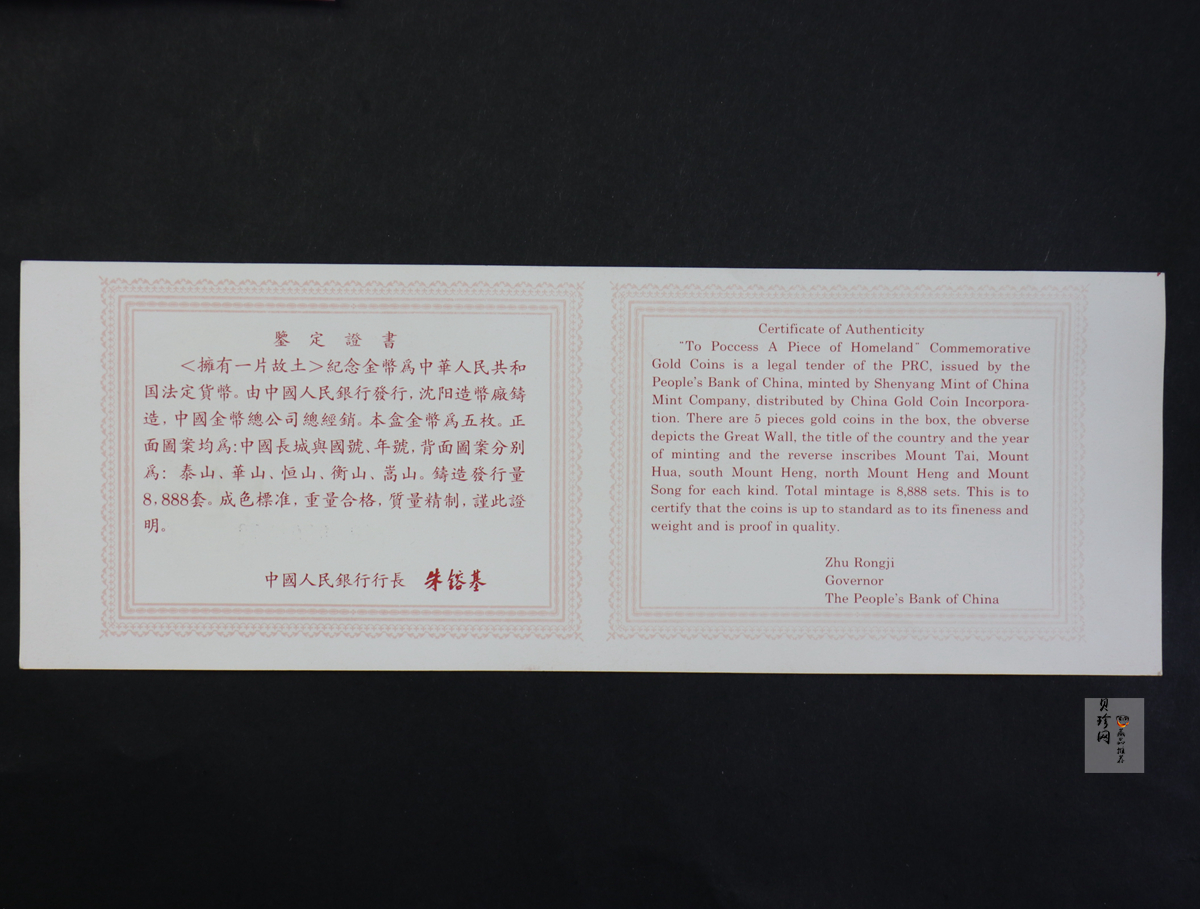 鑒定證書
<擁有一片故土>紀念金幣爲中華人民共和
国法定貨幣。由中國人民銀行發行,沈阳造幣廠鑄
造,中國金幣總公司總經銷。本盒金幣爲五枚。正
面圖案均爲:中國長城與國號、年號,背面圖案分别
爲:泰山、華山、恒山、衡山、嵩山。鑄造發行量
8,888套。成色標准,重量合格,質量精制,謹此證
明。
中國人民銀行行長 朱鎔基
Certificate of Authenticity
"To Poccess A Piece of Homeland" Commemorative
Gold Coins is a legal tender of the PRC, issued by the
People's Bank of China, minted by Shenyang Mint of China
Mint Company, distributed by China Gold Coin Incorpora-
tion. There are 5 pieces gold coins in the box, the obverse
depicts the Great Wall, the title of the country and the year
of minting and the reverse inscribes Mount Tai, Mount
Hua, south Mount Heng, north Mount Heng and Mount
Song for each kind. Total mintage is 8,888 sets. This is to
certify that the coins is up to standard as to its fineness and
weight and is proof in quality.
Zhu Rongji
Governor
The People's Bank of China
贝珍网
藏品推荐